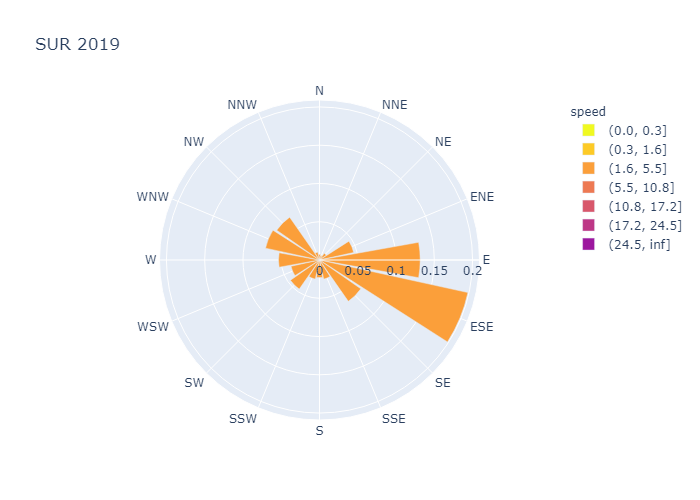 SUR 2019
N
NNW
NNE
NW
NE
WNW
ENE
W
E
0
0.05
0.1
0.15
0.2
WSW
ESE
SW
SE
SSW
SSE
S
speed
(0.0, 0.3]
(0.3, 1.6]
(1.6, 5.5]
(5.5, 10.8]
(10.8, 17.2]
(17.2, 24.5]
(24.5, inf]